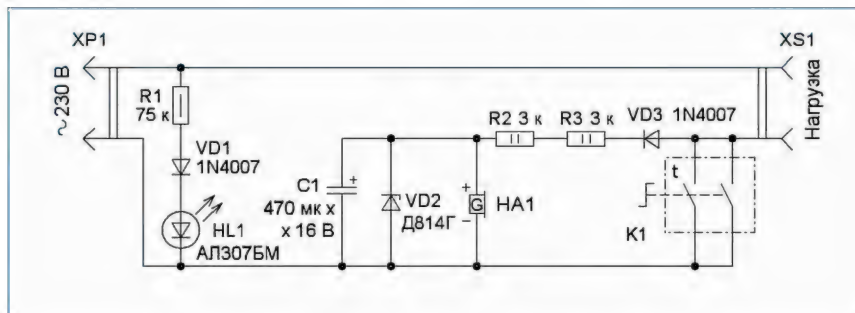 XP1
XS1
~230 В
R1
75 к
VD1
1N4007
HL1
АЛ307БМ
C1
470 мк х
х 16 В
+
VD2
Д814Г
+
G
–
HA1
R2 3 к
R3 3 к
VD3 1N4007
t
K1
Нагрузка